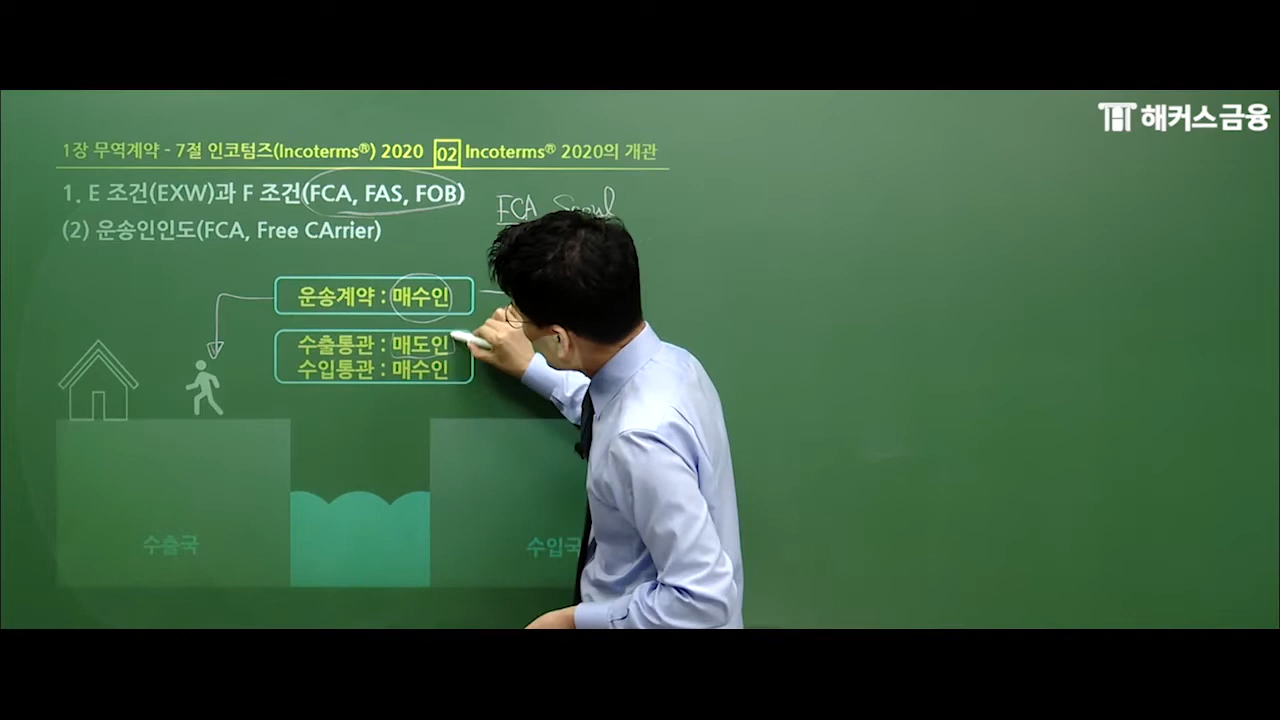 해커스금융
1장 무역계약 - 7절 인코텀즈(Incoterms®) 2020 02 Incoterms® 2020의 개관
1. E 조건(EXW)과 F 조건(FCA, FAS, FOB)
FCA Seoul
(2) 운송인인도(FCA, Free CArrier)
운송계약 : 매수인
수출통관 : 매도인
수입통관 : 매수인
수출국
수입국